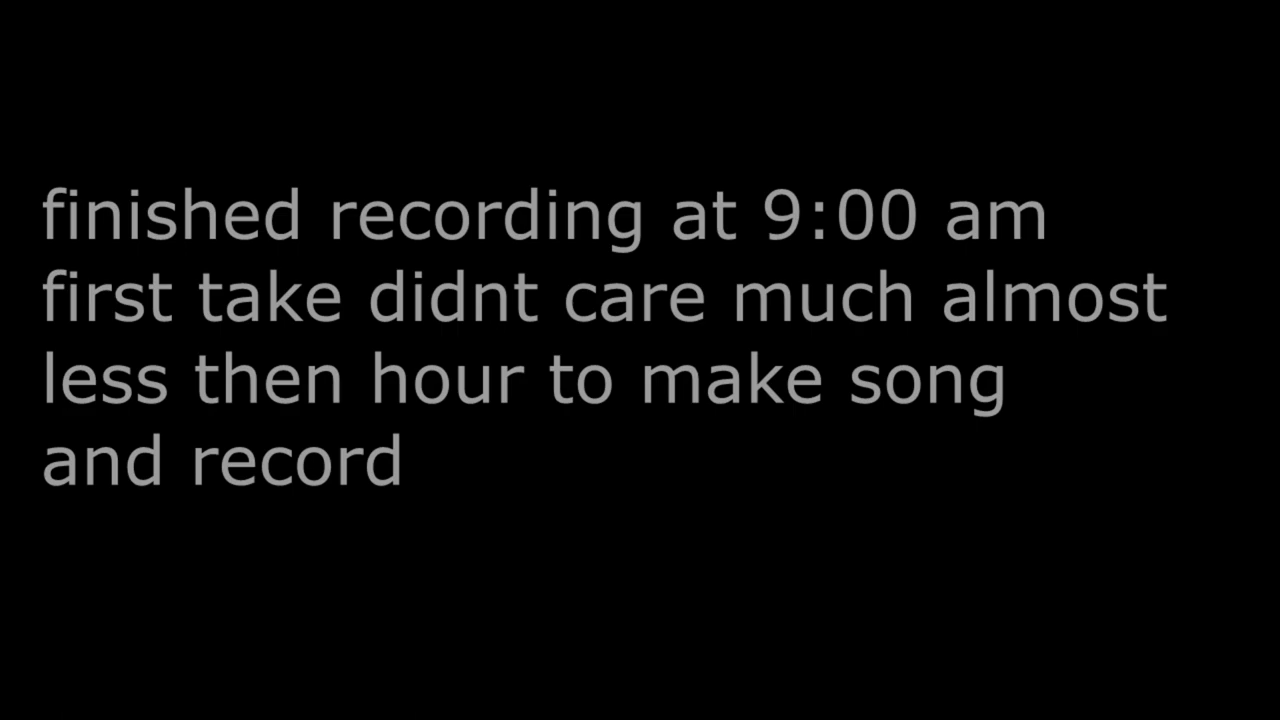 finished recording at 9:00 am
first take didnt care much almost
less then hour to make song
and record